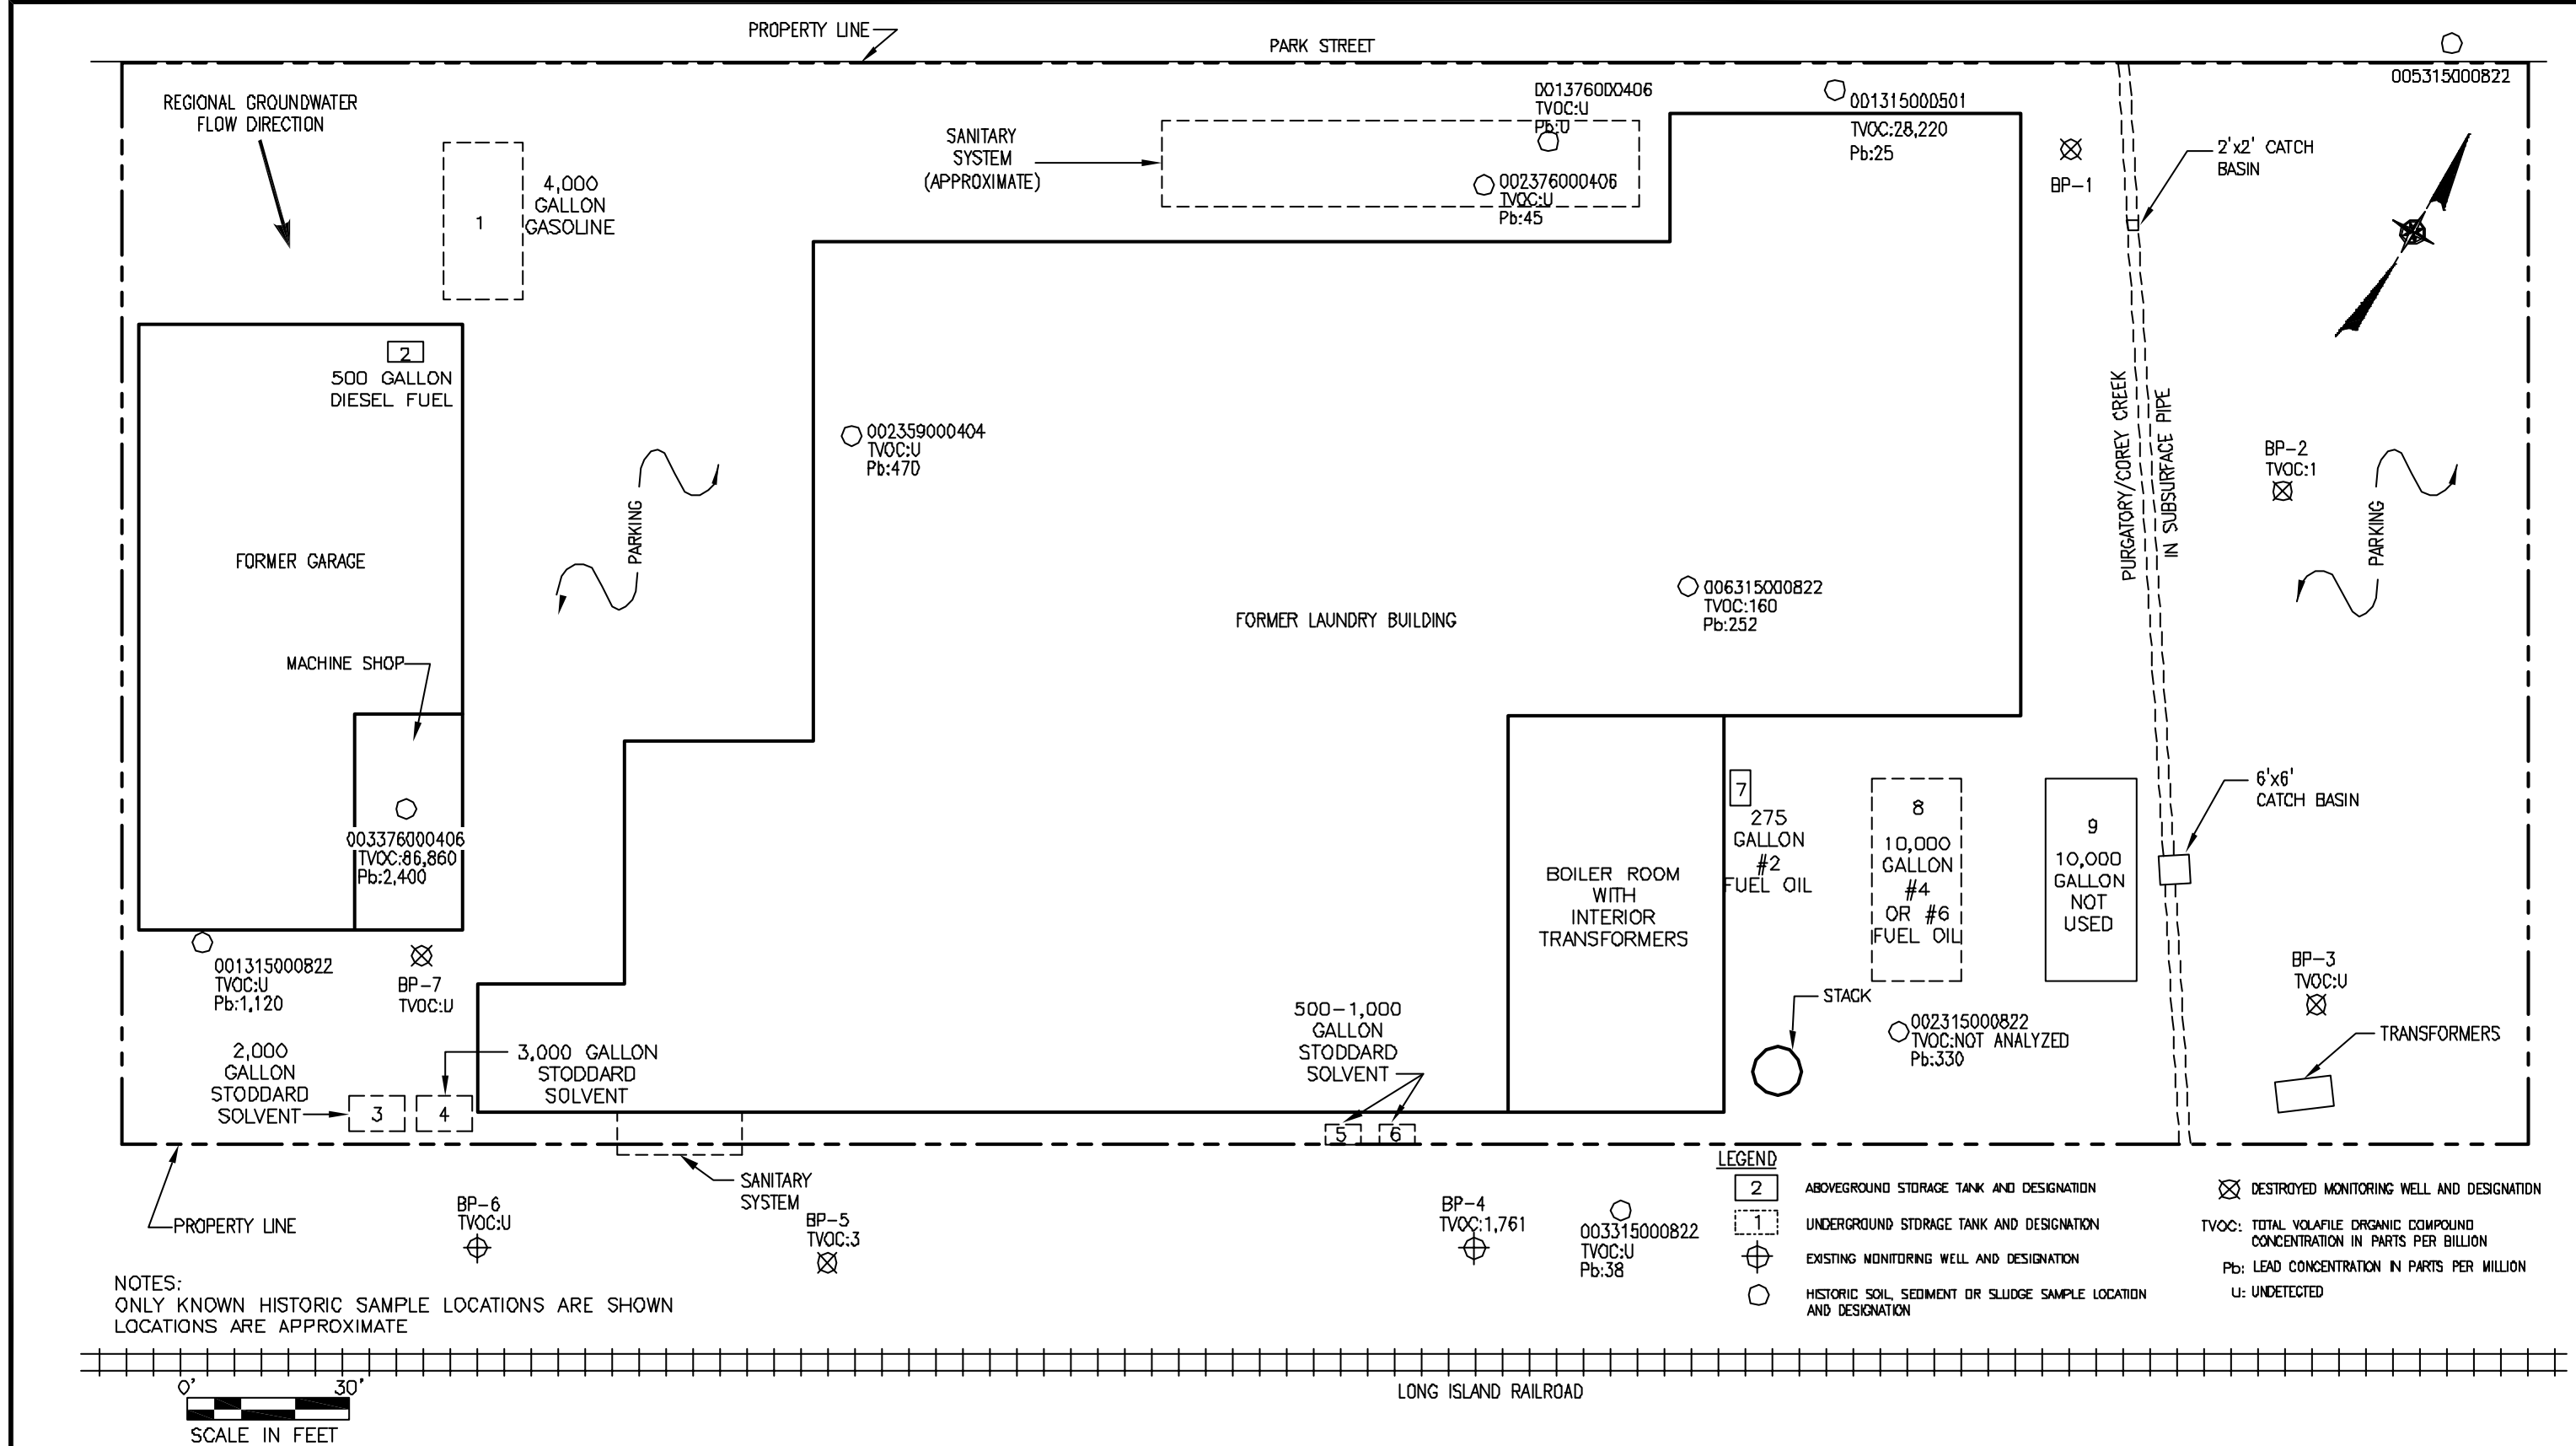 PROPERTY LINE
PARK STREET
005315000822
REGIONAL GROUNDWATER
FLOW DIRECTION
1
4,000
GALLON
GASOLINE
SANITARY
SYSTEM
(APPROXIMATE)
001376000406
TVOC:U
Pb:U
002376000406
TVOC:U
Pb:45
001315000501
TVOC:28,220
Pb:25
BP-1
2'x2' CATCH
BASIN
2
500 GALLON
DIESEL FUEL
FORMER GARAGE
MACHINE SHOP
PARKING
002359000404
TVOC:U
Pb:470
FORMER LAUNDRY BUILDING
006315000822
TVOC:160
Pb:252
PURGATORY/COREY CREEK
IN SUBSURFACE PIPE
BP-2
TVOC:1
PARKING
003376000406
TVOC:86,860
Pb:2,400
001315000822
TVOC:U
Pb:1,120
BP-7
TVOC:U
BOILER ROOM
WITH
INTERIOR
TRANSFORMERS
7
275
GALLON
#2
FUEL OIL
8
10,000
GALLON
#4
OR #6
FUEL OIL
9
10,000
GALLON
NOT
USED
6'x6'
CATCH BASIN
BP-3
TVOC:U
TRANSFORMERS
STACK
002315000822
TVOC:NOT ANALYZED
Pb:330
2,000
GALLON
STODDARD
SOLVENT
3
4
3,000 GALLON
STODDARD
SOLVENT
500-1,000
GALLON
STODDARD
SOLVENT
5
6
PROPERTY LINE
SANITARY
SYSTEM
BP-6
TVOC:U
BP-5
TVOC:3
BP-4
TVOC:1,761
003315000822
TVOC:U
Pb:38
LEGEND
2 ABOVEGROUND STORAGE TANK AND DESIGNATION
1 UNDERGROUND STORAGE TANK AND DESIGNATION
EXISTING MONITORING WELL AND DESIGNATION
HISTORIC SOIL, SEDIMENT OR SLUDGE SAMPLE LOCATION
AND DESIGNATION
DESTROYED MONITORING WELL AND DESIGNATION
TVOC: TOTAL VOLAFILE ORGANIC COMPOUND
CONCENTRATION IN PARTS PER BILLION
Pb: LEAD CONCENTRATION IN PARTS PER MILLION
U: UNDETECTED
NOTES:
ONLY KNOWN HISTORIC SAMPLE LOCATIONS ARE SHOWN
LOCATIONS ARE APPROXIMATE
LONG ISLAND RAILROAD
0' 30'
SCALE IN FEET